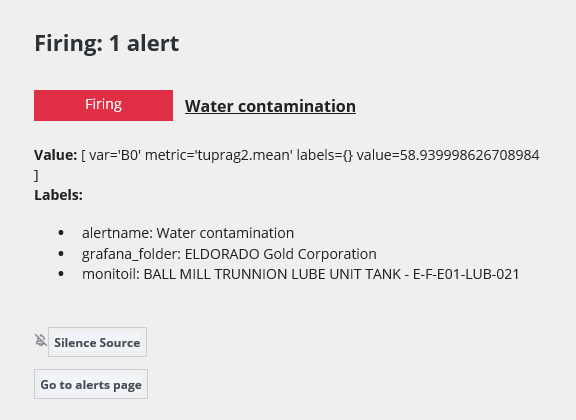 Firing: 1 alert
Firing
Water contamination
Value: [ var='B0' metric='tuprag2.mean' labels={} value=58.939998626708984
]
Labels:
• alertname: Water contamination
• grafana_folder: ELDORADO Gold Corporation
• monitoil: BALL MILL TRUNNION LUBE UNIT TANK - E-F-E01-LUB-021
Silence Source
Go to alerts page